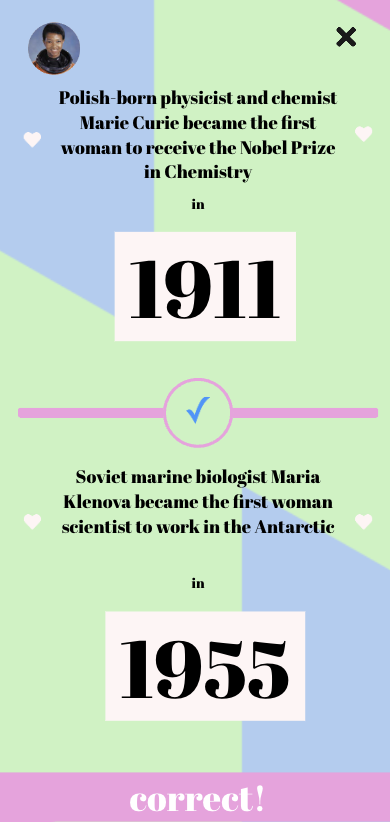 Polish-born physicist and chemist
Marie Curie became the first
woman to receive the Nobel Prize
in Chemistry
in
1911
Soviet marine biologist Maria
Klenova became the first woman
scientist to work in the Antarctic
in
1955
correct!